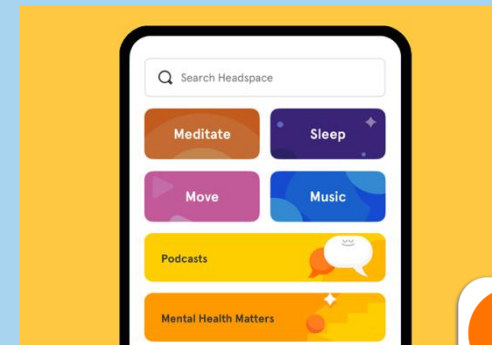 Search Headspace
Meditate
Sleep
Move
Music
Podcasts
Mental Health Matters